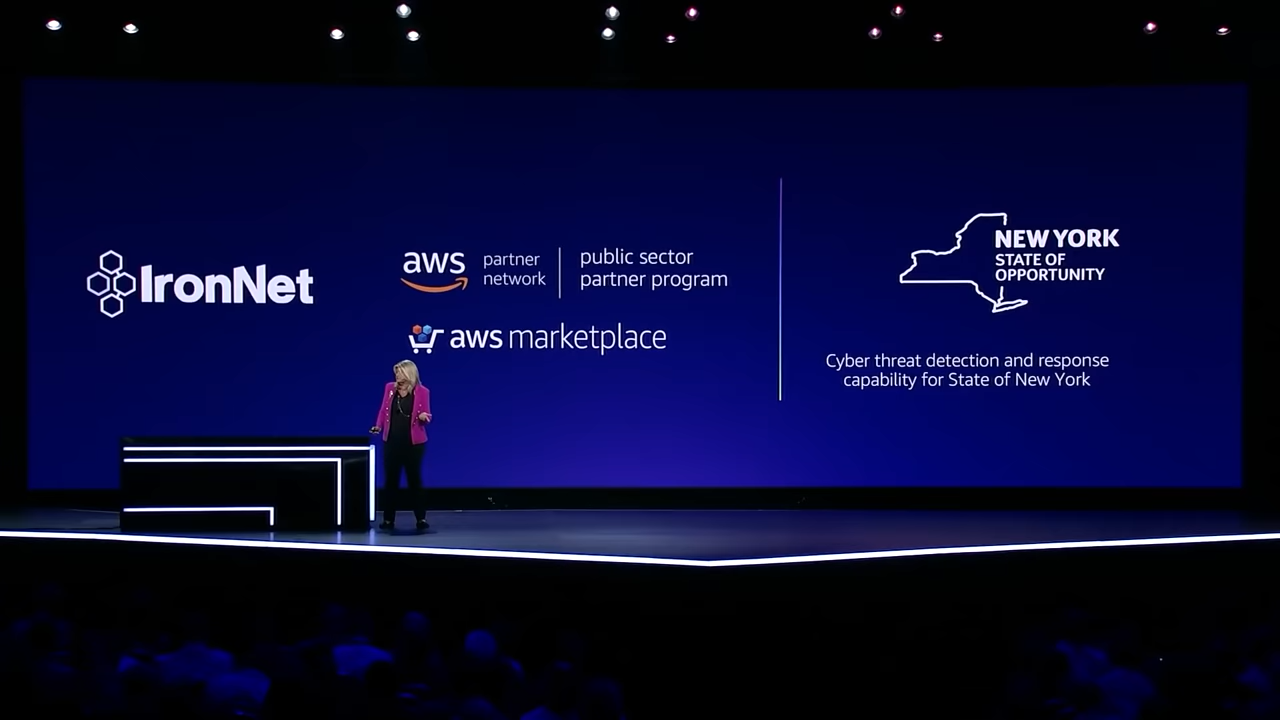 IronNet
aws partner network
public sector partner program
aws marketplace
NEW YORK
STATE OF
OPPORTUNITY
Cyber threat detection and response
capability for State of New York